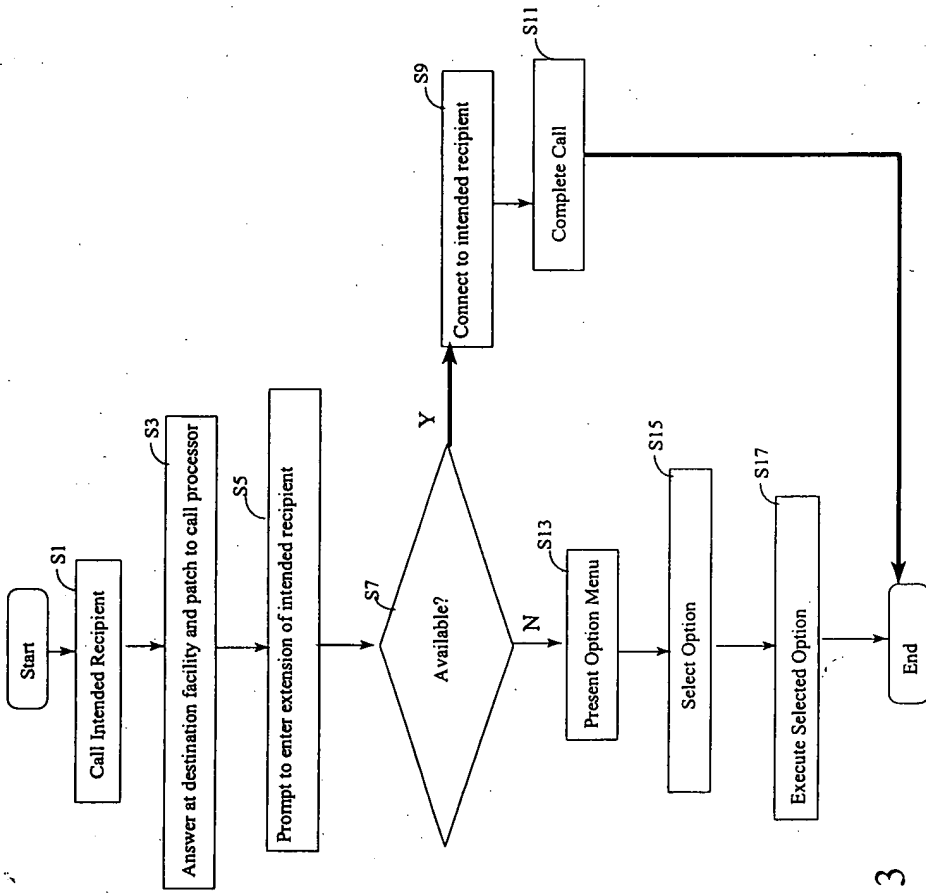 Start
S1
Call Intended Recipient
S3
Answer at destination facility and patch to call processor
S5
Prompt to enter extension of intended recipient
S7
Available?
Y
S9
Connect to intended recipient
S11
Complete Call
N
S13
Present Option Menu
S15
Select Option
S17
Execute Selected Option
End
3